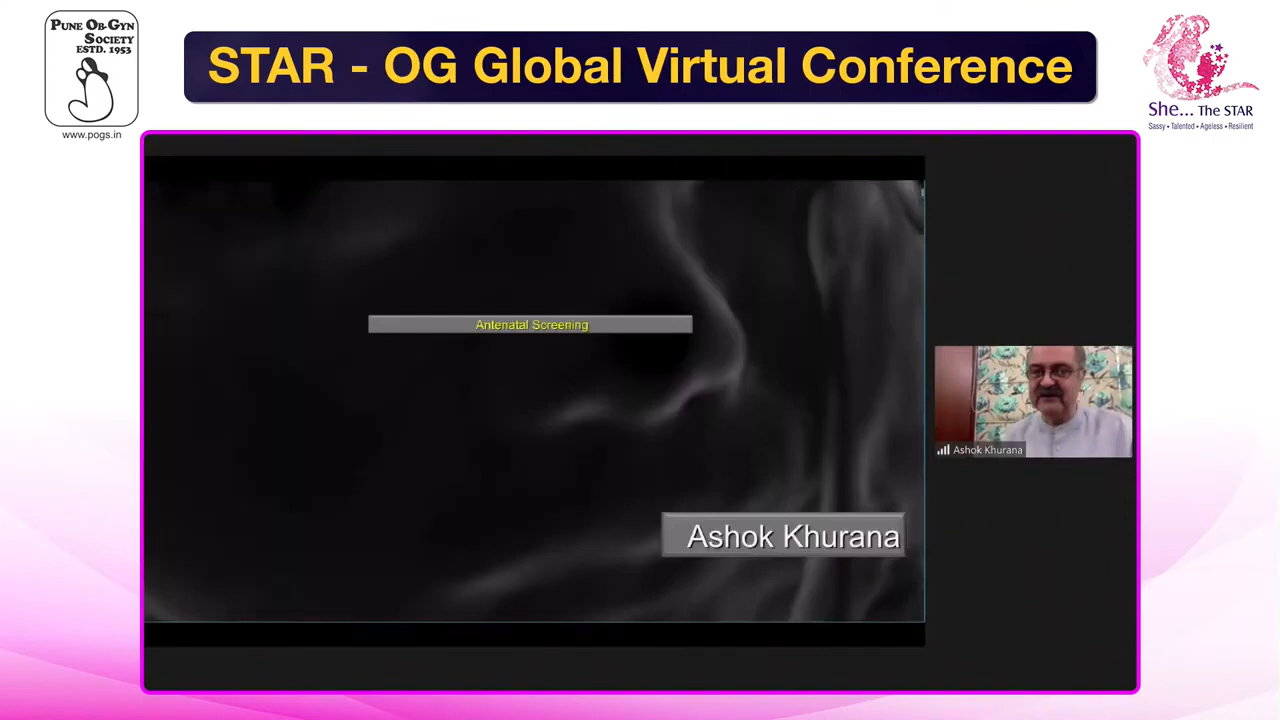 PUNE OB-GYN
SOCIETY
ESTD. 1953
www.pogs.in
STAR - OG Global Virtual Conference
She... The STAR
Sassy • Talented • Ageless • Resilient
Antenatal Screening
Ashok Khurana
Ashok Khurana